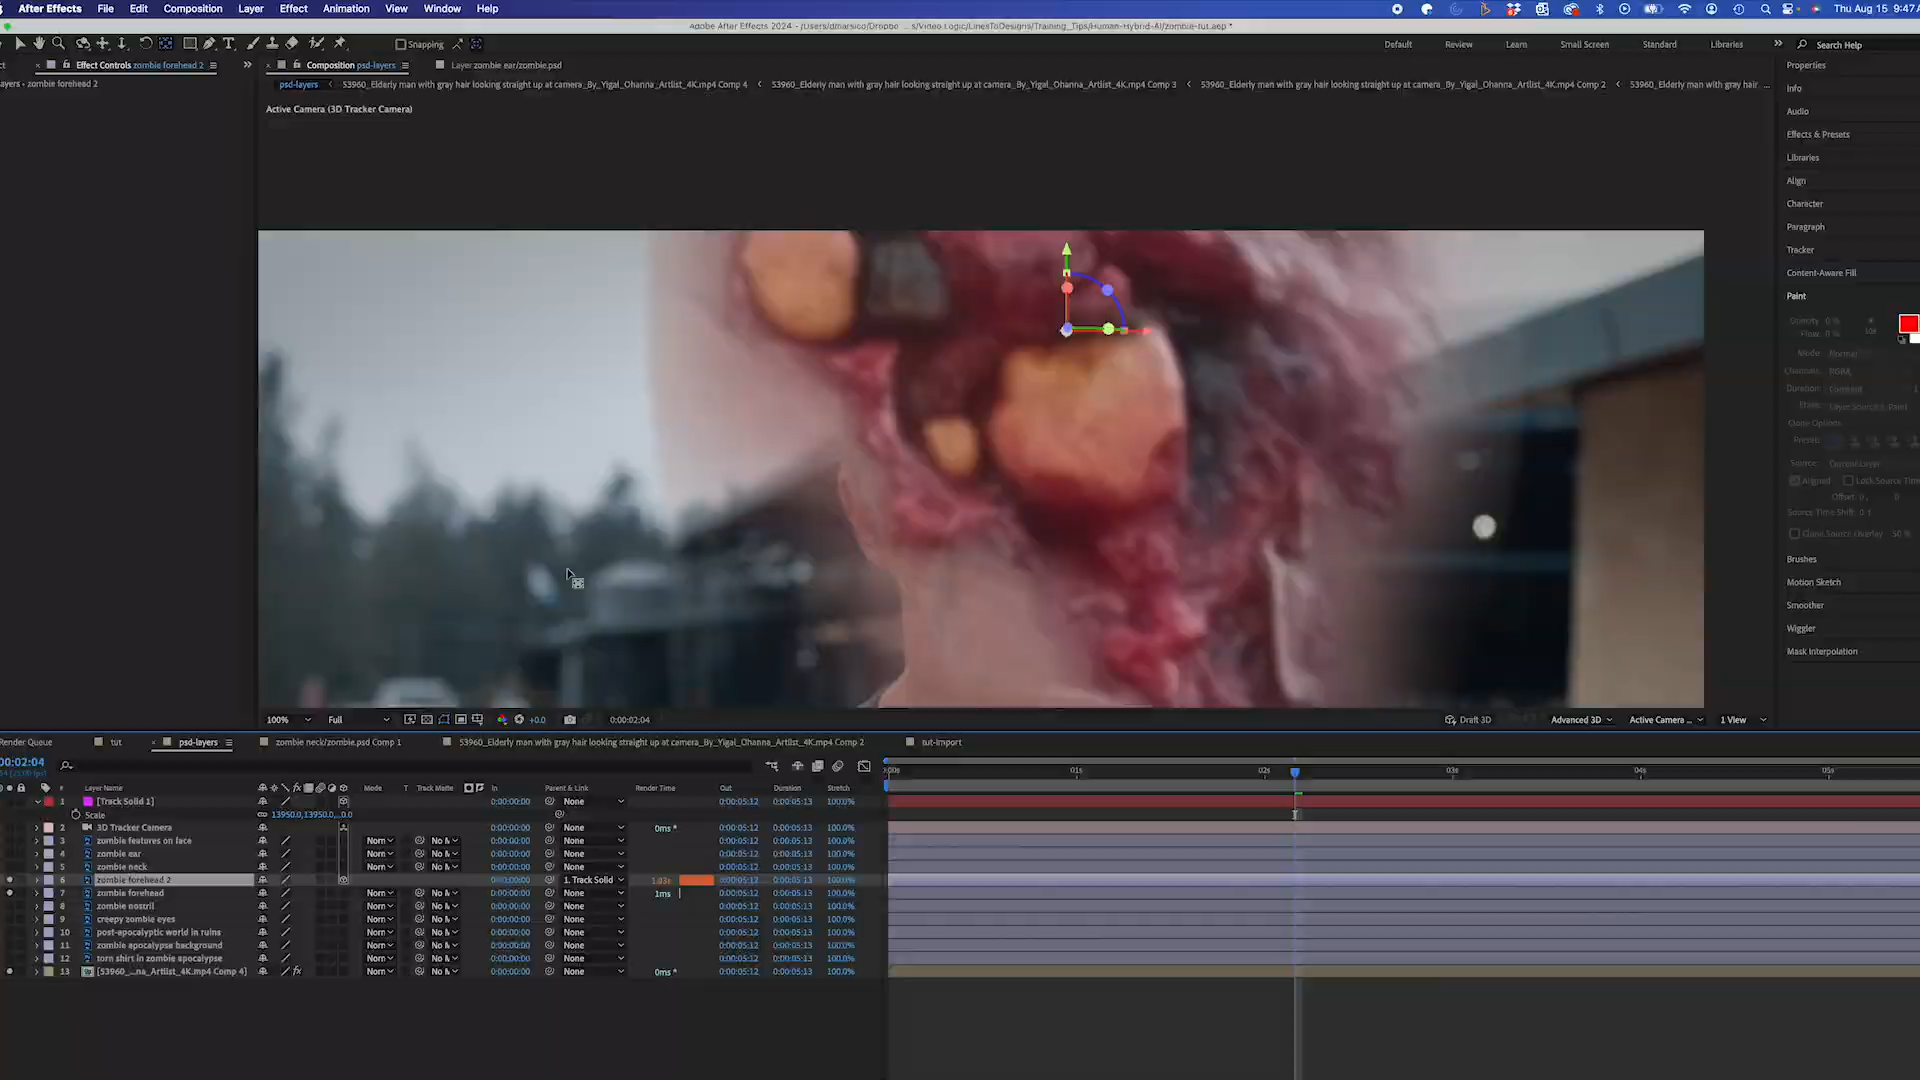 After Effects File Edit Composition Layer Effect Animation View Window Help Thu Aug 15 9:47
Adobe After Effects 2024 - /Users/dmarsico/Dropbo ...s/Video Logic/LinesToDesigns/Training_Tips/Human-Hybrid-AI/zombie-tut.aep *
Snapping Default Review Learn Small Screen Standard Libraries Search Help
Effect Controls zombie forehead 2 Composition psd-layers Layer zombie ear/zombie.psd
ayers · zombie forehead 2
psd-layers 53960_Elderly man with gray hair looking straight up at camera_By_Yigal_Ohanna_Artlist_4K.mp4 Comp 4 53960_Elderly man with gray hair looking straight up at camera_By_Yigal_Ohanna_Artlist_4K.mp4 Comp 3 53960_Elderly man with gray hair looking straight up at camera_By_Yigal_Ohanna_Artlist_4K.mp4 Comp 2 53960_Elderly man with gray hair ...
Active Camera (3D Tracker Camera)
Properties
Info
Audio
Effects & Presets
Libraries
Align
Character
Paragraph
Tracker
Content-Aware Fill
Paint
Opacity 0 %
Flow: 0 %
Mode: Normal
Channels: RGBA
Duration: Constant
Erase: Layer Source & Paint
Clone Options
Preset:
Source: Current Layer
Aligned Lock Source Time
Offset: 0, 0
Source Time Shift: 0 f
Clone Source Overlay 50 %
Brushes
Motion Sketch
Smoother
Wiggler
Mask Interpolation
100% Full +0.0 0:00:02:04 Draft 3D Advanced 3D Active Camera ... 1 View
Render Queue tut psd-layers zombie neck/zombie.psd Comp 1 53960_Elderly man with gray hair looking straight up at camera_By_Yigal_Ohanna_Artlist_4K.mp4 Comp 2 tut-import
00:02:04
01s 02s 03s 04s 05s
# Layer Name Mode T Track Matte In Parent & Link Render Time Out Duration Stretch
1 [Track Solid 1] 0:00:00:00 None 0:00:05:12 0:00:05:13 100.0%
Scale 13950.0,13950.0,...0.0
2 3D Tracker Camera 0:00:00:00 None 0ms * 0:00:05:12 0:00:05:13 100.0%
3 zombie features on face Norn No M 0:00:00:00 None 0:00:05:12 0:00:05:13 100.0%
4 zombie ear Norn No M 0:00:00:00 None 0:00:05:12 0:00:05:13 100.0%
5 zombie neck Norn No M 0:00:00:00 None 0:00:05:12 0:00:05:13 100.0%
6 zombie forehead 2 Norn No M 0:00:00:00 1. Track Solid 1.03s 0:00:05:12 0:00:05:13 100.0%
7 zombie forehead Norn No M 0:00:00:00 None 1ms 0:00:05:12 0:00:05:13 100.0%
8 zombie nostril Norn No M 0:00:00:00 None 0:00:05:12 0:00:05:13 100.0%
9 creepy zombie eyes Norn No M 0:00:00:00 None 0:00:05:12 0:00:05:13 100.0%
10 post-apocalyptic world in ruins Norn No M 0:00:00:00 None 0:00:05:12 0:00:05:13 100.0%
11 zombie apocalypse background Norn No M 0:00:00:00 None 0:00:05:12 0:00:05:13 100.0%
12 torn shirt in zombie apocalypse Norn No M 0:00:00:00 None 0:00:05:12 0:00:05:13 100.0%
13 [53960_...na_Artlist_4K.mp4 Comp 4] Norn No M 0:00:00:00 None 0ms * 0:00:05:12 0:00:05:13 100.0%